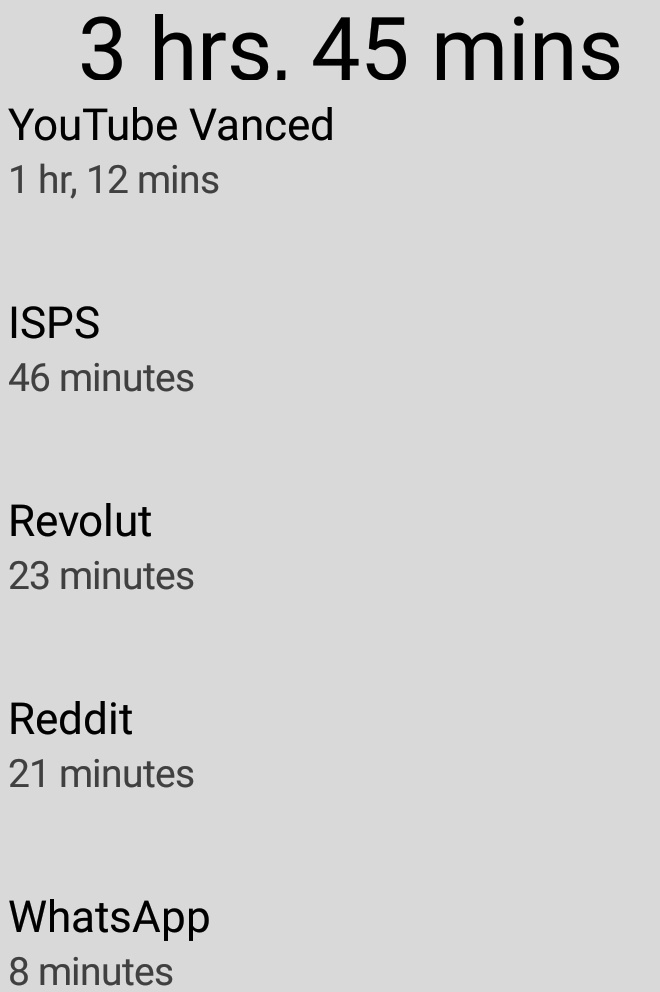 3 hrs. 45 mins
YouTube Vanced
1 hr, 12 mins
ISPS
46 minutes
Revolut
23 minutes
Reddit
21 minutes
WhatsApp
8 minutes